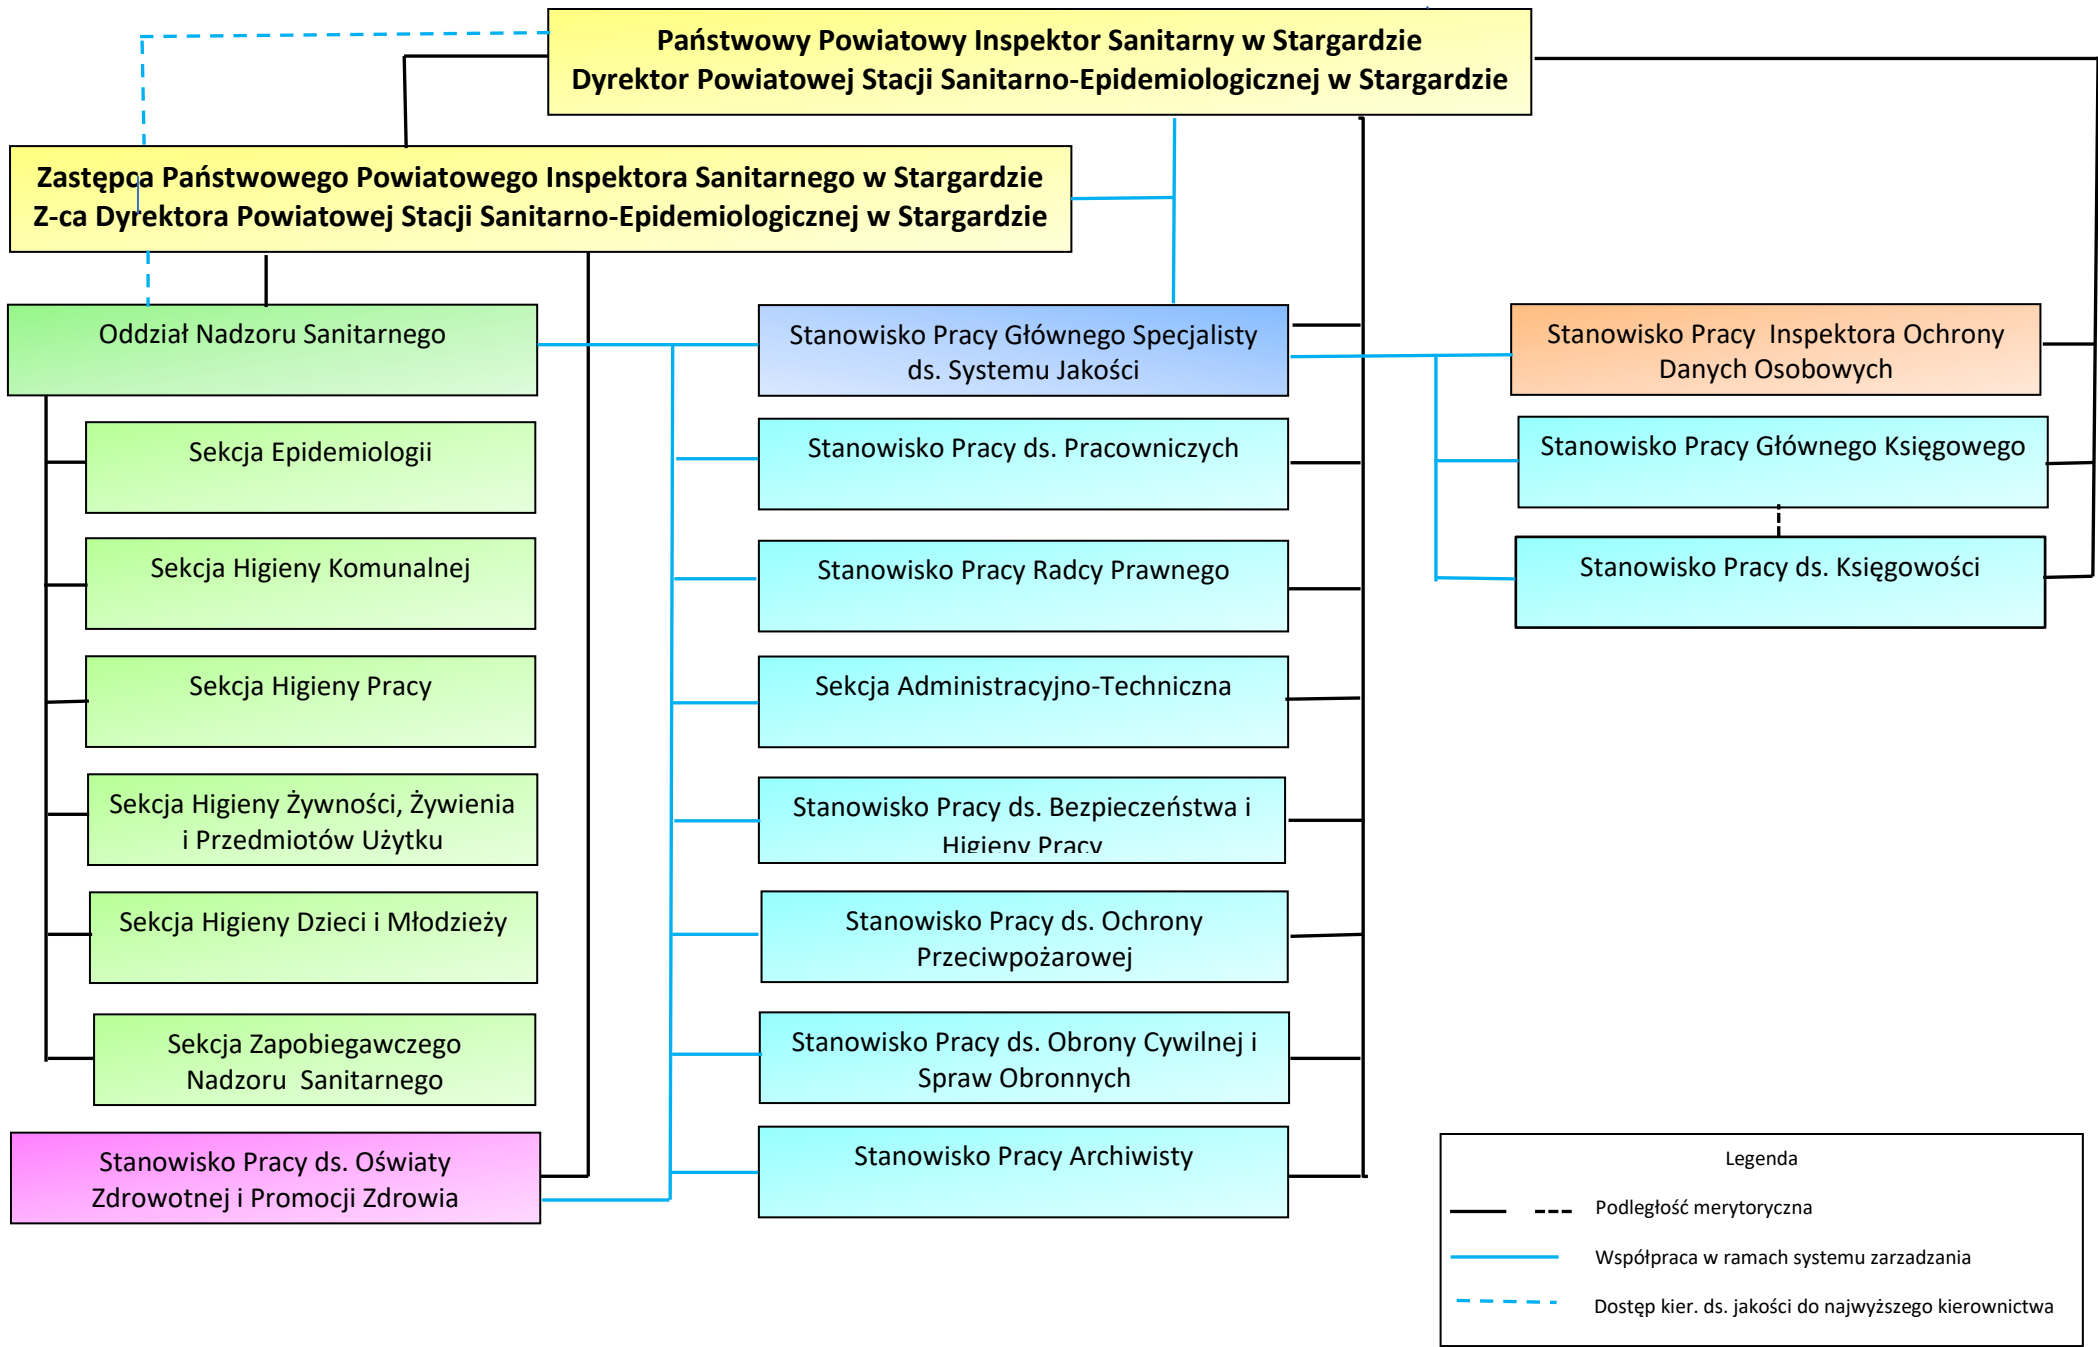 Państwowy Powiatowy Inspektor Sanitarny w Stargardzie
Dyrektor Powiatowej Stacji Sanitarno-Epidemiologicznej w Stargardzie
Zastępca Państwowego Powiatowego Inspektora Sanitarnego w Stargardzie
Z-ca Dyrektora Powiatowej Stacji Sanitarno-Epidemiologicznej w Stargardzie
Oddział Nadzoru Sanitarnego
Sekcja Epidemiologii
Sekcja Higieny Komunalnej
Sekcja Higieny Pracy
Sekcja Higieny Żywności, Żywienia
i Przedmiotów Użytku
Sekcja Higieny Dzieci i Młodzieży
Sekcja Zapobiegawczego
Nadzoru Sanitarnego
Stanowisko Pracy ds. Oświaty
Zdrowotnej i Promocji Zdrowia
Stanowisko Pracy Głównego Specjalisty
ds. Systemu Jakości
Stanowisko Pracy ds. Pracowniczych
Stanowisko Pracy Radcy Prawnego
Sekcja Administracyjno-Techniczna
Stanowisko Pracy ds. Bezpieczeństwa i
Higieny Pracy
Stanowisko Pracy ds. Ochrony
Przeciwpożarowej
Stanowisko Pracy ds. Obrony Cywilnej i
Spraw Obronnych
Stanowisko Pracy Archiwisty
Stanowisko Pracy Inspektora Ochrony
Danych Osobowych
Stanowisko Pracy Głównego Księgowego
Stanowisko Pracy ds. Księgowości
Legenda
Podległość merytoryczna
Współpraca w ramach systemu zarzadzania
Dostęp kier. ds. jakości do najwyższego kierownictwa